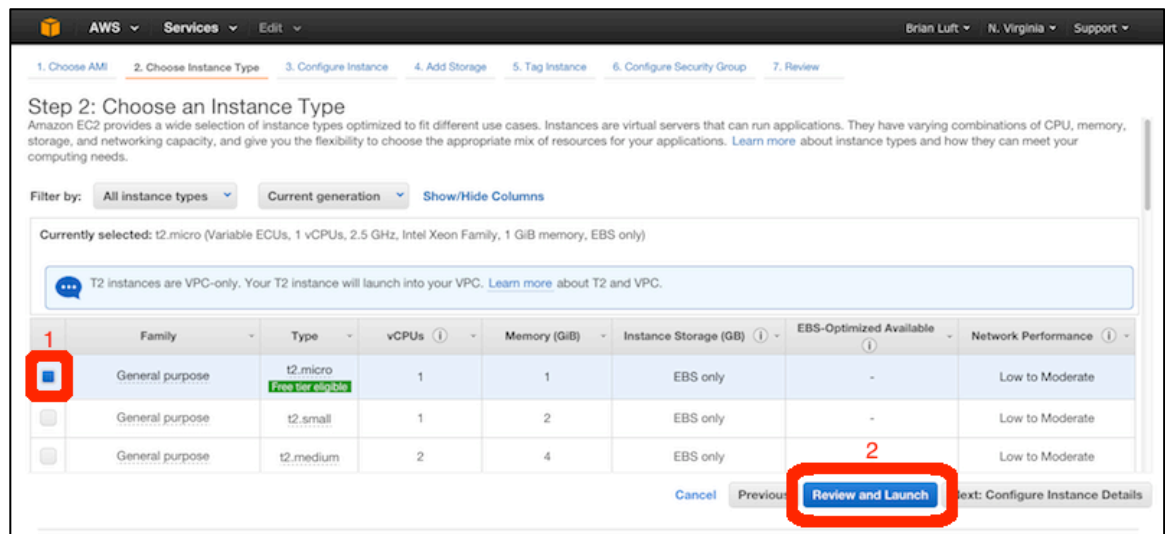 AWS Services Edit Brian Luft N. Virginia Support
1. Choose AMI 2. Choose Instance Type 3. Configure Instance 4. Add Storage 5. Tag Instance 6. Configure Security Group 7. Review
Step 2: Choose an Instance Type
Amazon EC2 provides a wide selection of instance types optimized to fit different use cases. Instances are virtual servers that can run applications. They have varying combinations of CPU, memory,
storage, and networking capacity, and give you the flexibility to choose the appropriate mix of resources for your applications. Learn more about instance types and how they can meet your
computing needs.
Filter by: All instance types Current generation Show/Hide Columns
Currently selected: t2.micro (Variable ECUs, 1 vCPUs, 2.5 GHz, Intel Xeon Family, 1 GiB memory, EBS only)
T2 instances are VPC-only. Your T2 instance will launch into your VPC. Learn more about T2 and VPC.
1 Family Type vCPUs i Memory (GiB) Instance Storage (GB) i EBS-Optimized Available i Network Performance i
General purpose t2.micro 1 1 EBS only - Low to Moderate
Free tier eligible
General purpose t2.small 1 2 EBS only - Low to Moderate
General purpose t2.medium 2 4 EBS only 2 Low to Moderate
Cancel Previous Review and Launch ext: Configure Instance Details